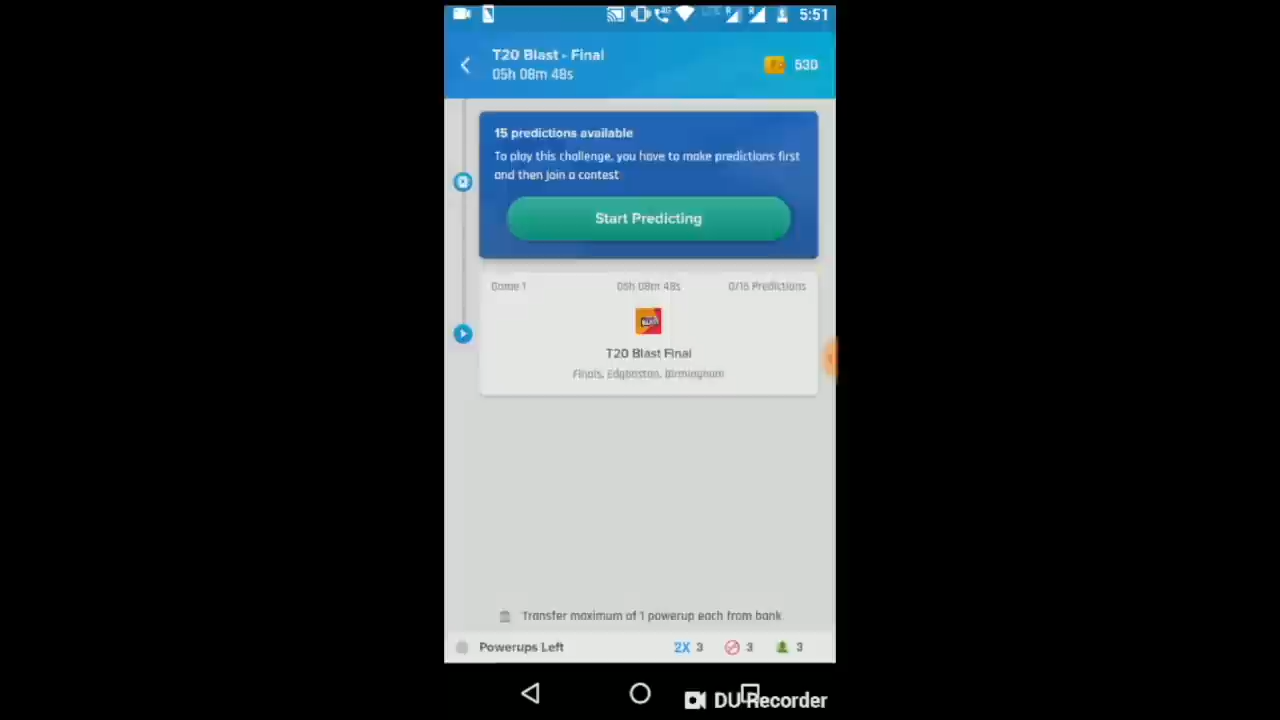 5:51
T20 Blast - Final
05h 08m 48s
530
15 predictions available
To play this challenge, you have to make predictions first
and then join a contest
Start Predicting
Game 1
05h 08m 48s
0/15 Predictions
BLAST
T20 Blast Final
Finals, Edgbaston, Birmingham
Transfer maximum of 1 powerup each from bank
Powerups Left
2X 3
3
3
DU Recorder